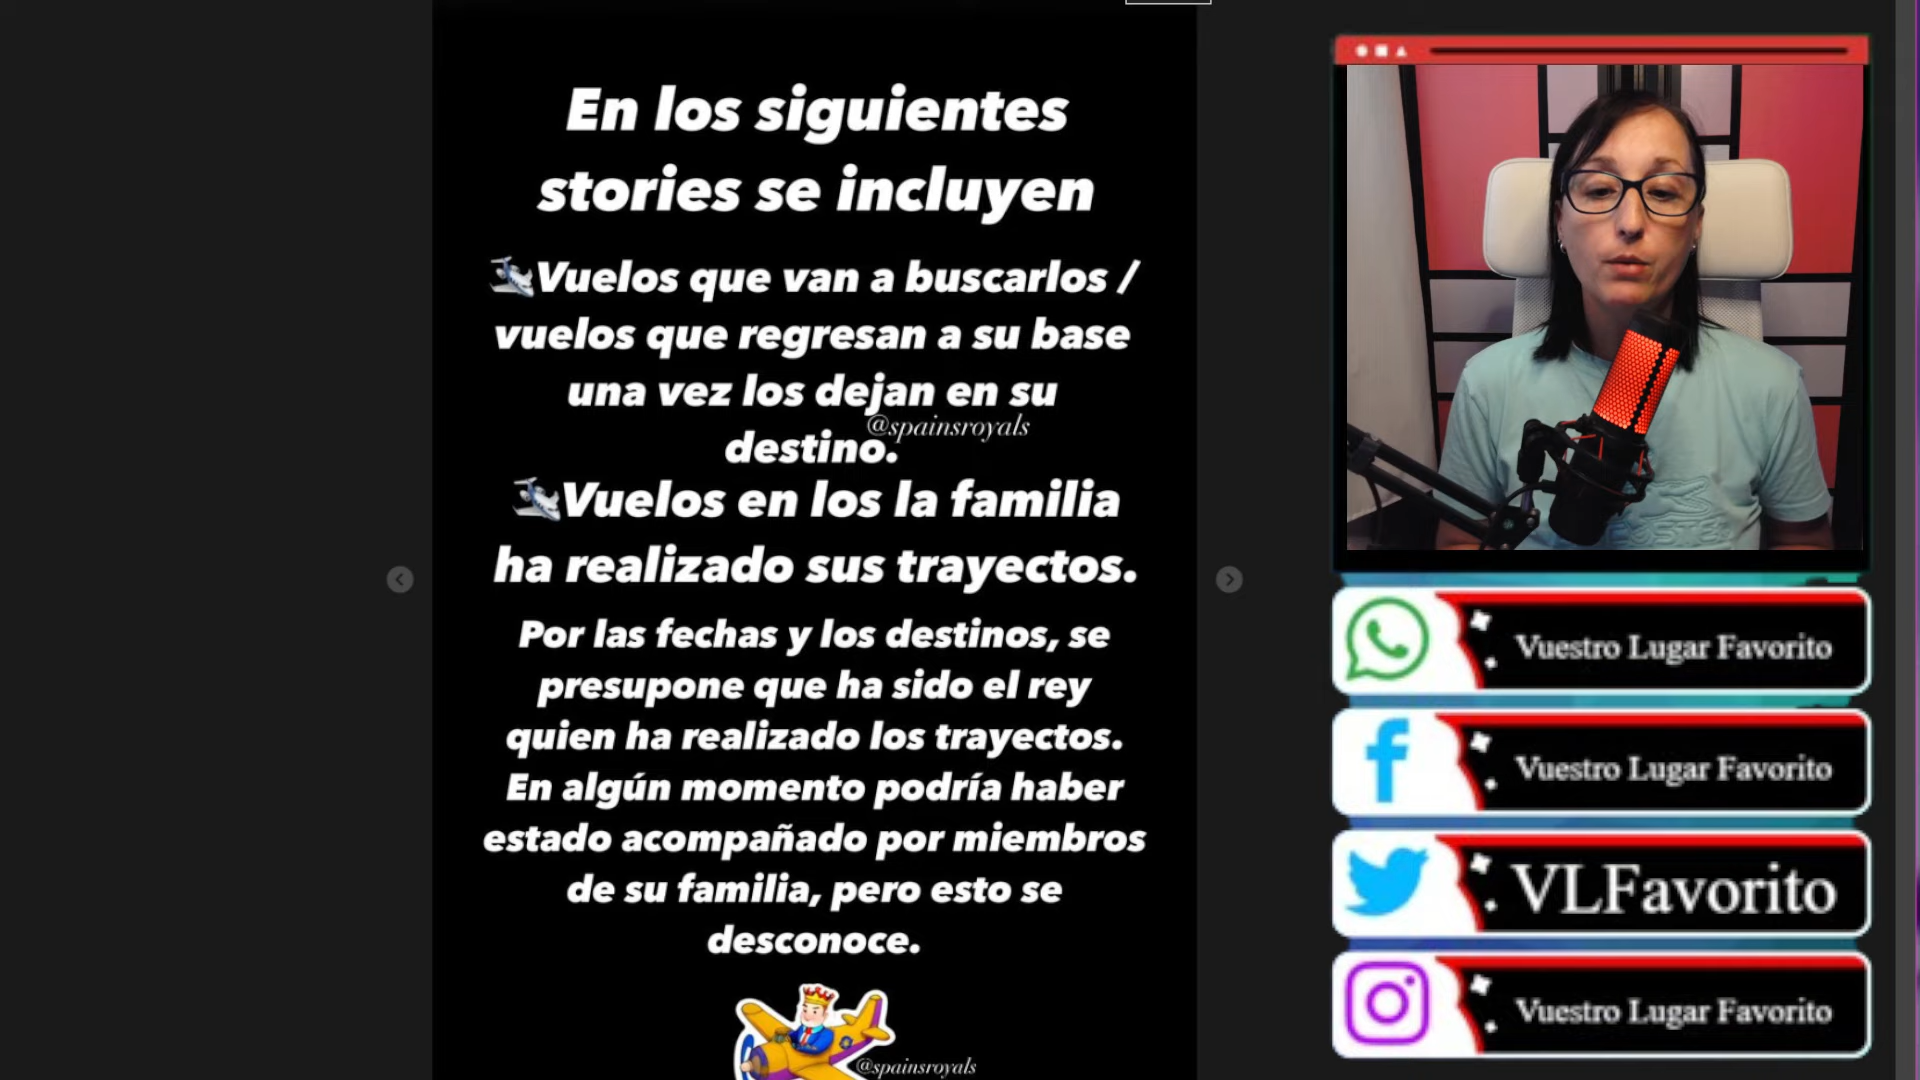 En los siguientes
stories se incluyen
Vuelos que van a buscarlos /
vuelos que regresan a su base
una vez los dejan en su
@spainsroyals
destino.
Vuelos en los la familia
ha realizado sus trayectos.
Por las fechas y los destinos, se
presupone que ha sido el rey
quien ha realizado los trayectos.
En algún momento podría haber
estado acompañado por miembros
de su familia, pero esto se
desconoce.
@spainsroyals
Vuestro Lugar Favorito
Vuestro Lugar Favorito
VLFavorito
Vuestro Lugar Favorito